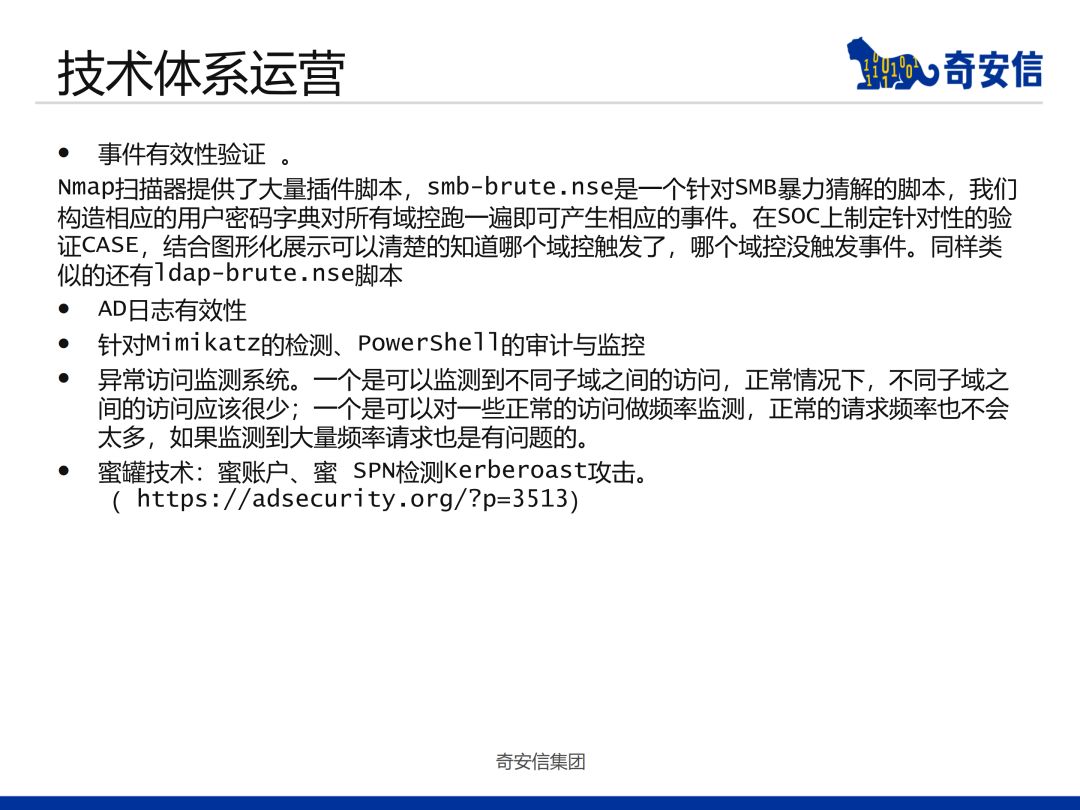 技术体系运营
奇安信
• 事件有效性验证 。
Nmap扫描器提供了大量插件脚本，smb-brute.nse是一个针对SMB暴力猜解的脚本，我们
构造相应的用户密码字典对所有域控跑一遍即可产生相应的事件。在SOC上制定针对性的验
证CASE，结合图形化展示可以清楚的知道哪个域控触发了，哪个域控没触发事件。同样类
似的还有ldap-brute.nse脚本
• AD日志有效性
• 针对Mimikatz的检测、PowerShell的审计与监控
• 异常访问监测系统。一个是可以监测到不同子域之间的访问，正常情况下，不同子域之
间的访问应该很少；一个是可以对一些正常的访问做频率监测，正常的请求频率也不会
太多，如果监测到大量频率请求也是有问题的。
• 蜜罐技术：蜜账户、蜜 SPN检测Kerberoast攻击。
（ https://adsecurity.org/?p=3513）
奇安信集团